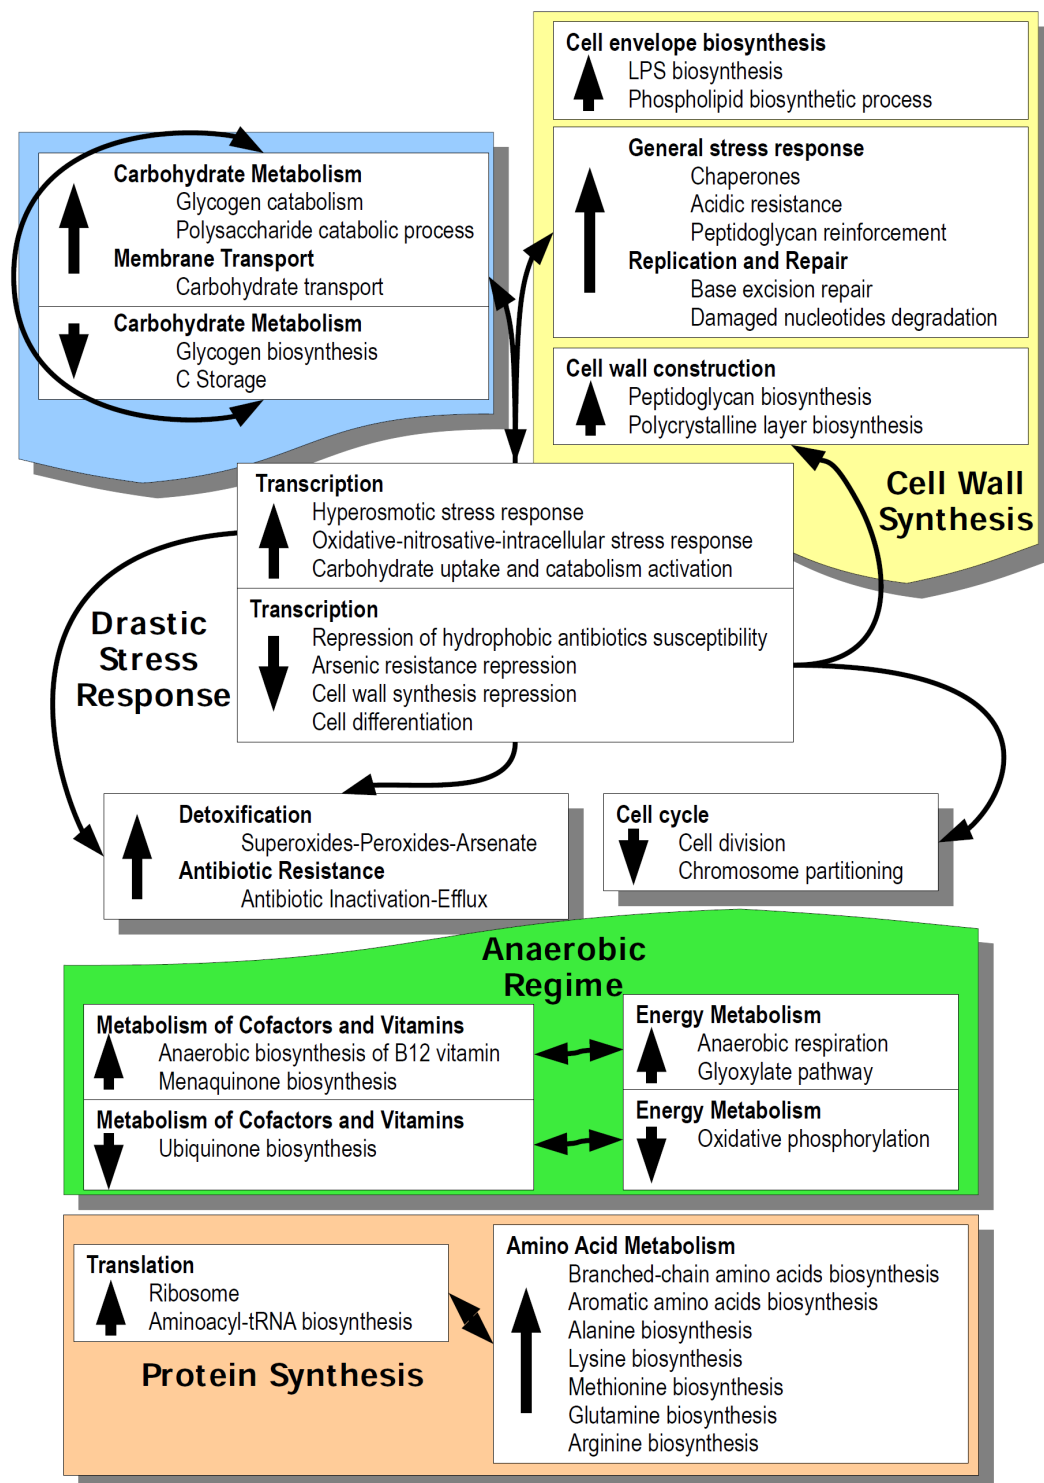 Cell envelope biosynthesis
LPS biosynthesis
Phospholipid biosynthetic process
General stress response
Chaperones
Acidic resistance
Peptidoglycan reinforcement
Replication and Repair
Base excision repair
Damaged nucleotides degradation
Cell wall construction
Peptidoglycan biosynthesis
Polycrystalline layer biosynthesis
Cell Wall
Synthesis
Carbohydrate Metabolism
Glycogen catabolism
Polysaccharide catabolic process
Membrane Transport
Carbohydrate transport
Carbohydrate Metabolism
Glycogen biosynthesis
C Storage
Transcription
Hyperosmotic stress response
Oxidative-nitrosative-intracellular stress response
Carbohydrate uptake and catabolism activation
Transcription
Repression of hydrophobic antibiotics susceptibility
Arsenic resistance repression
Cell wall synthesis repression
Cell differentiation
Drastic
Stress
Response
Detoxification
Superoxides-Peroxides-Arsenate
Antibiotic Resistance
Antibiotic Inactivation-Efflux
Cell cycle
Cell division
Chromosome partitioning
Anaerobic
Regime
Metabolism of Cofactors and Vitamins
Anaerobic biosynthesis of B12 vitamin
Menaquinone biosynthesis
Metabolism of Cofactors and Vitamins
Ubiquinone biosynthesis
Energy Metabolism
Anaerobic respiration
Glyoxylate pathway
Energy Metabolism
Oxidative phosphorylation
Translation
Ribosome
Aminoacyl-tRNA biosynthesis
Protein Synthesis
Amino Acid Metabolism
Branched-chain amino acids biosynthesis
Aromatic amino acids biosynthesis
Alanine biosynthesis
Lysine biosynthesis
Methionine biosynthesis
Glutamine biosynthesis
Arginine biosynthesis